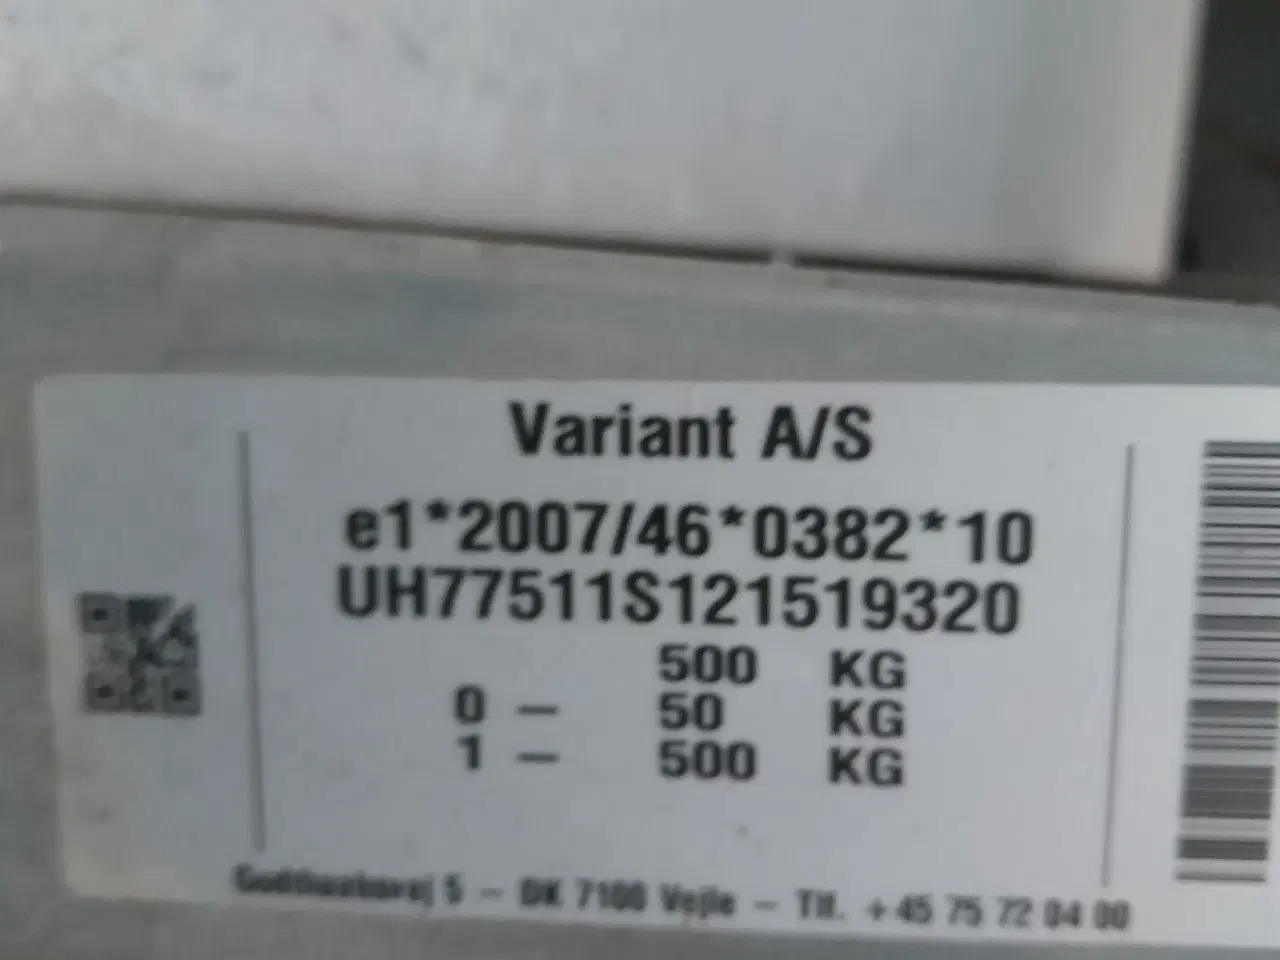 Variant A/S
e1*2007/46*0382*10
UH77511S121519320
500 KG
0 - 50 KG
1 - 500 KG
5 - DK 7100 Vejle - Tlf. +45 75 72 04 00